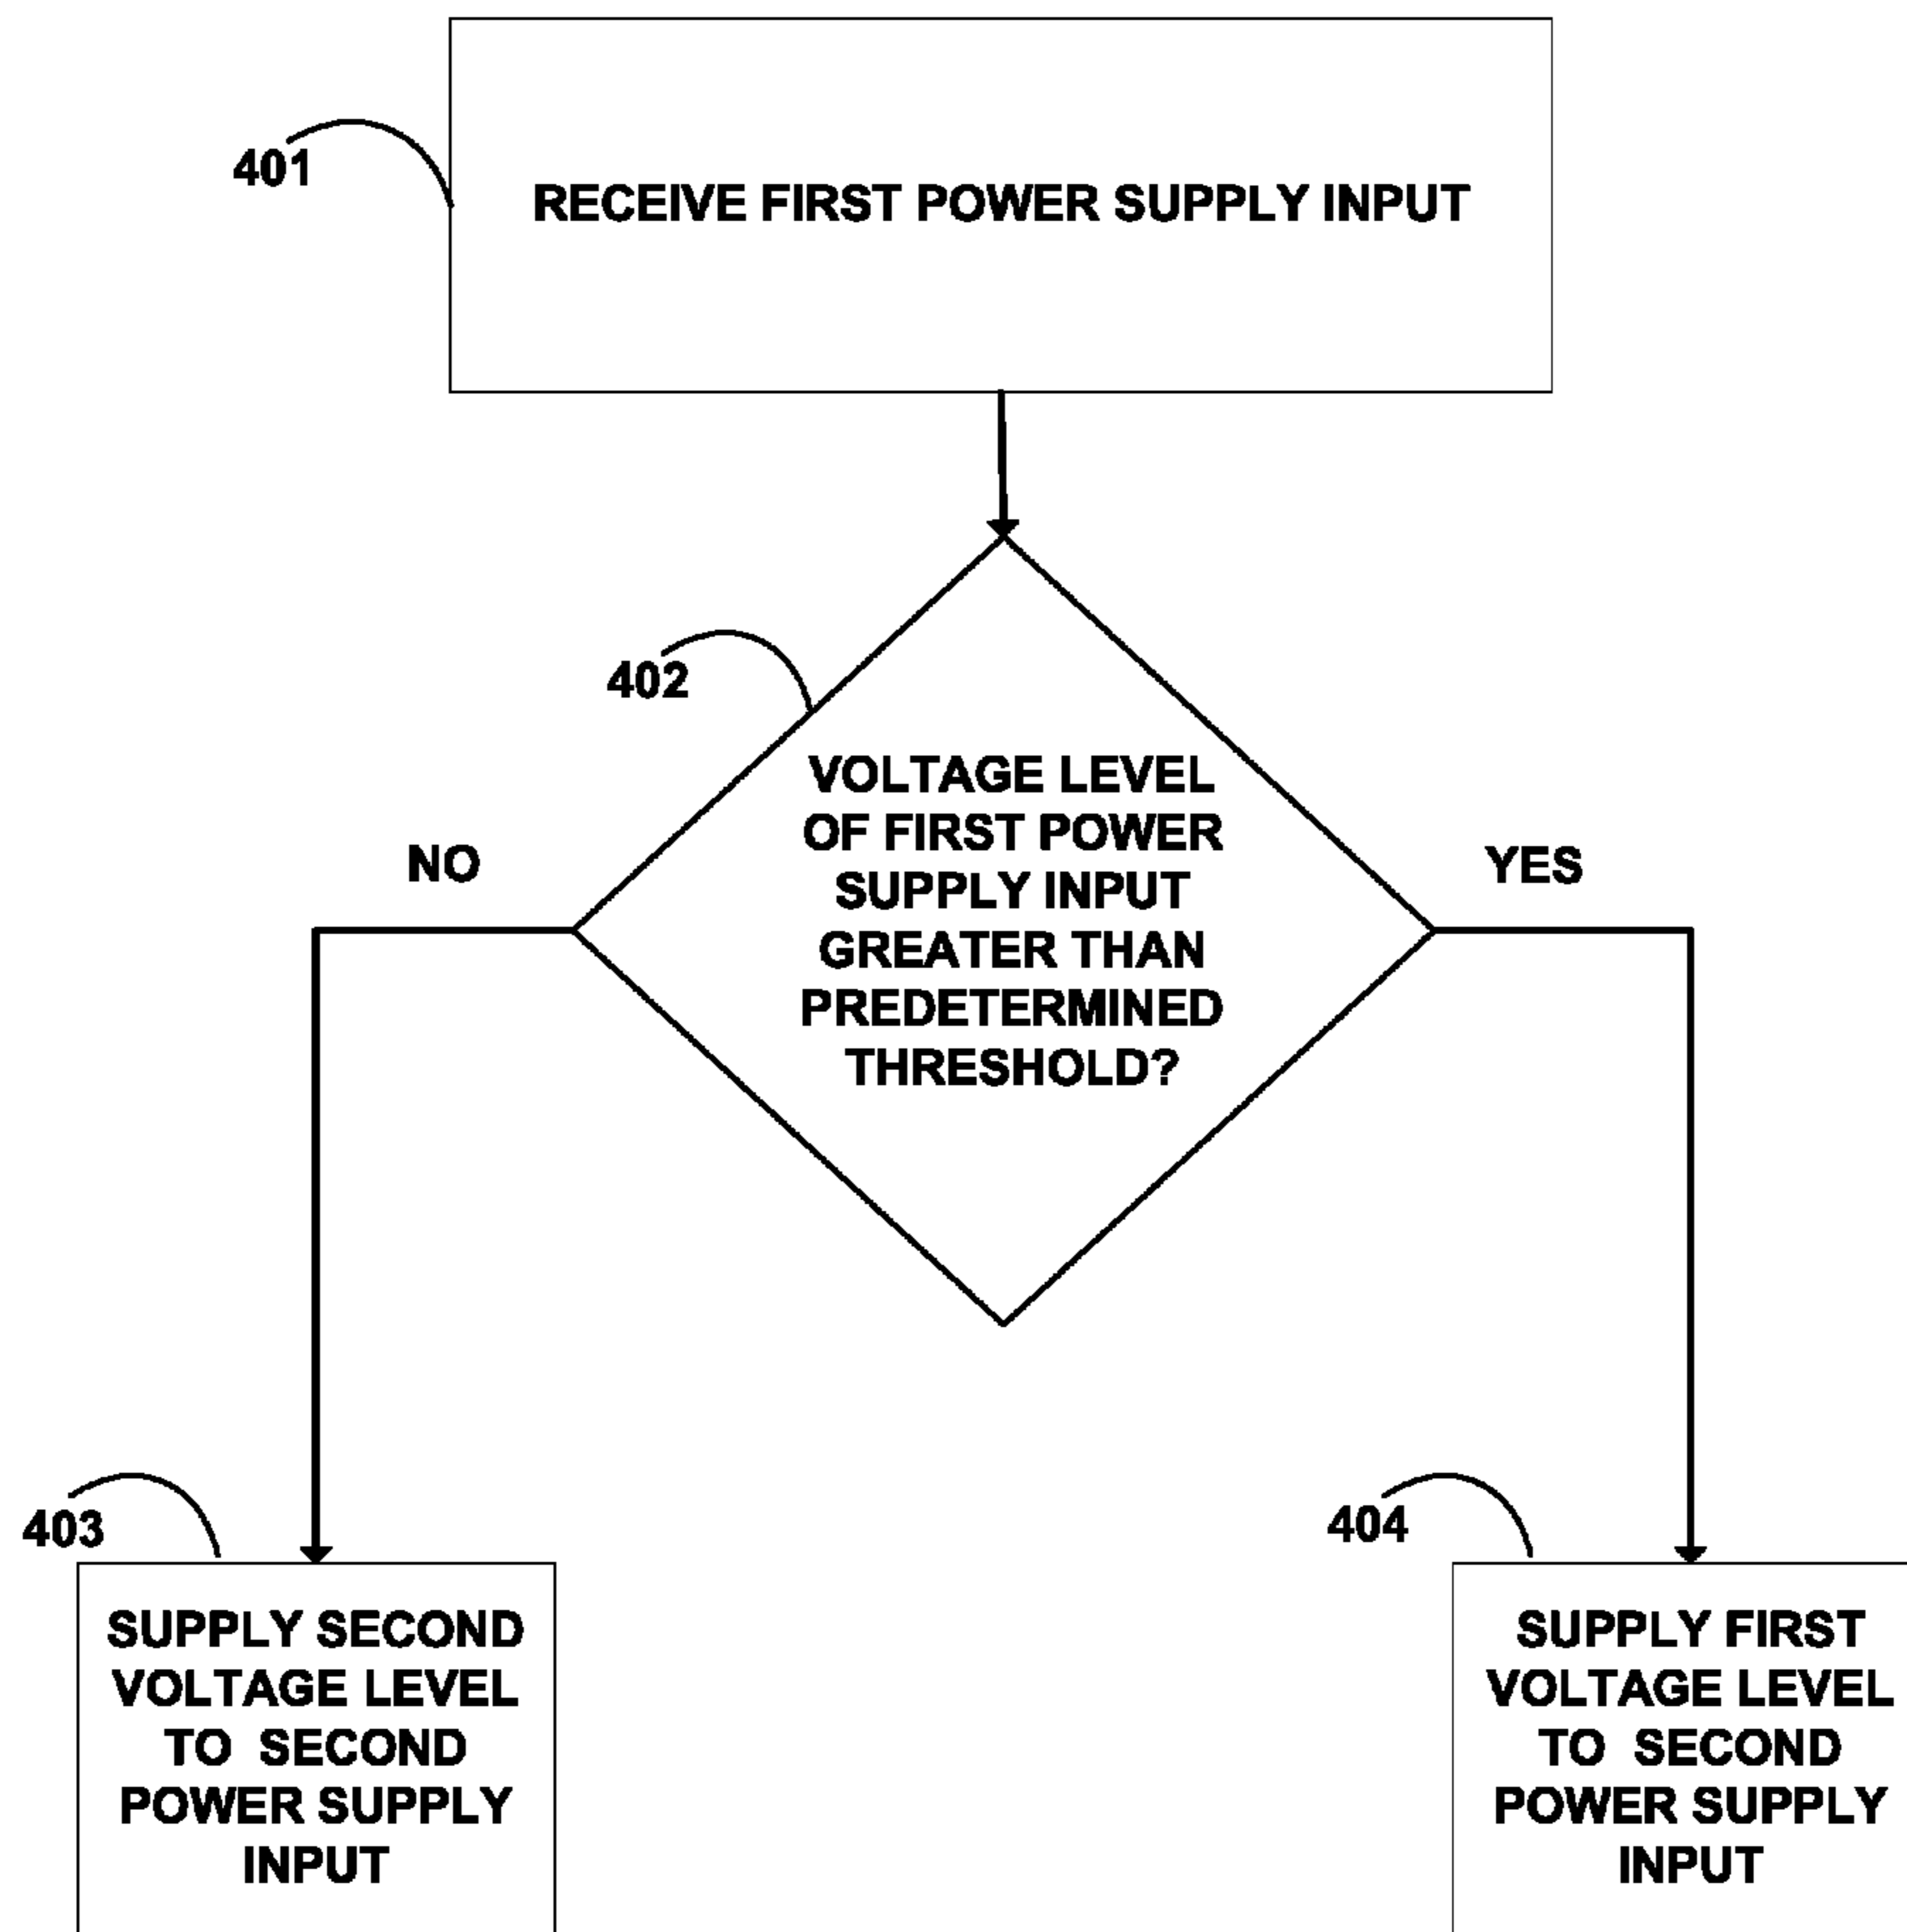 401
RECEIVE FIRST POWER SUPPLY INPUT
402
VOLTAGE LEVEL
OF FIRST POWER
SUPPLY INPUT
GREATER THAN
PREDETERMINED
THRESHOLD?
NO
YES
403
SUPPLY SECOND
VOLTAGE LEVEL
TO SECOND
POWER SUPPLY
INPUT
404
SUPPLY FIRST
VOLTAGE LEVEL
TO SECOND
POWER SUPPLY
INPUT